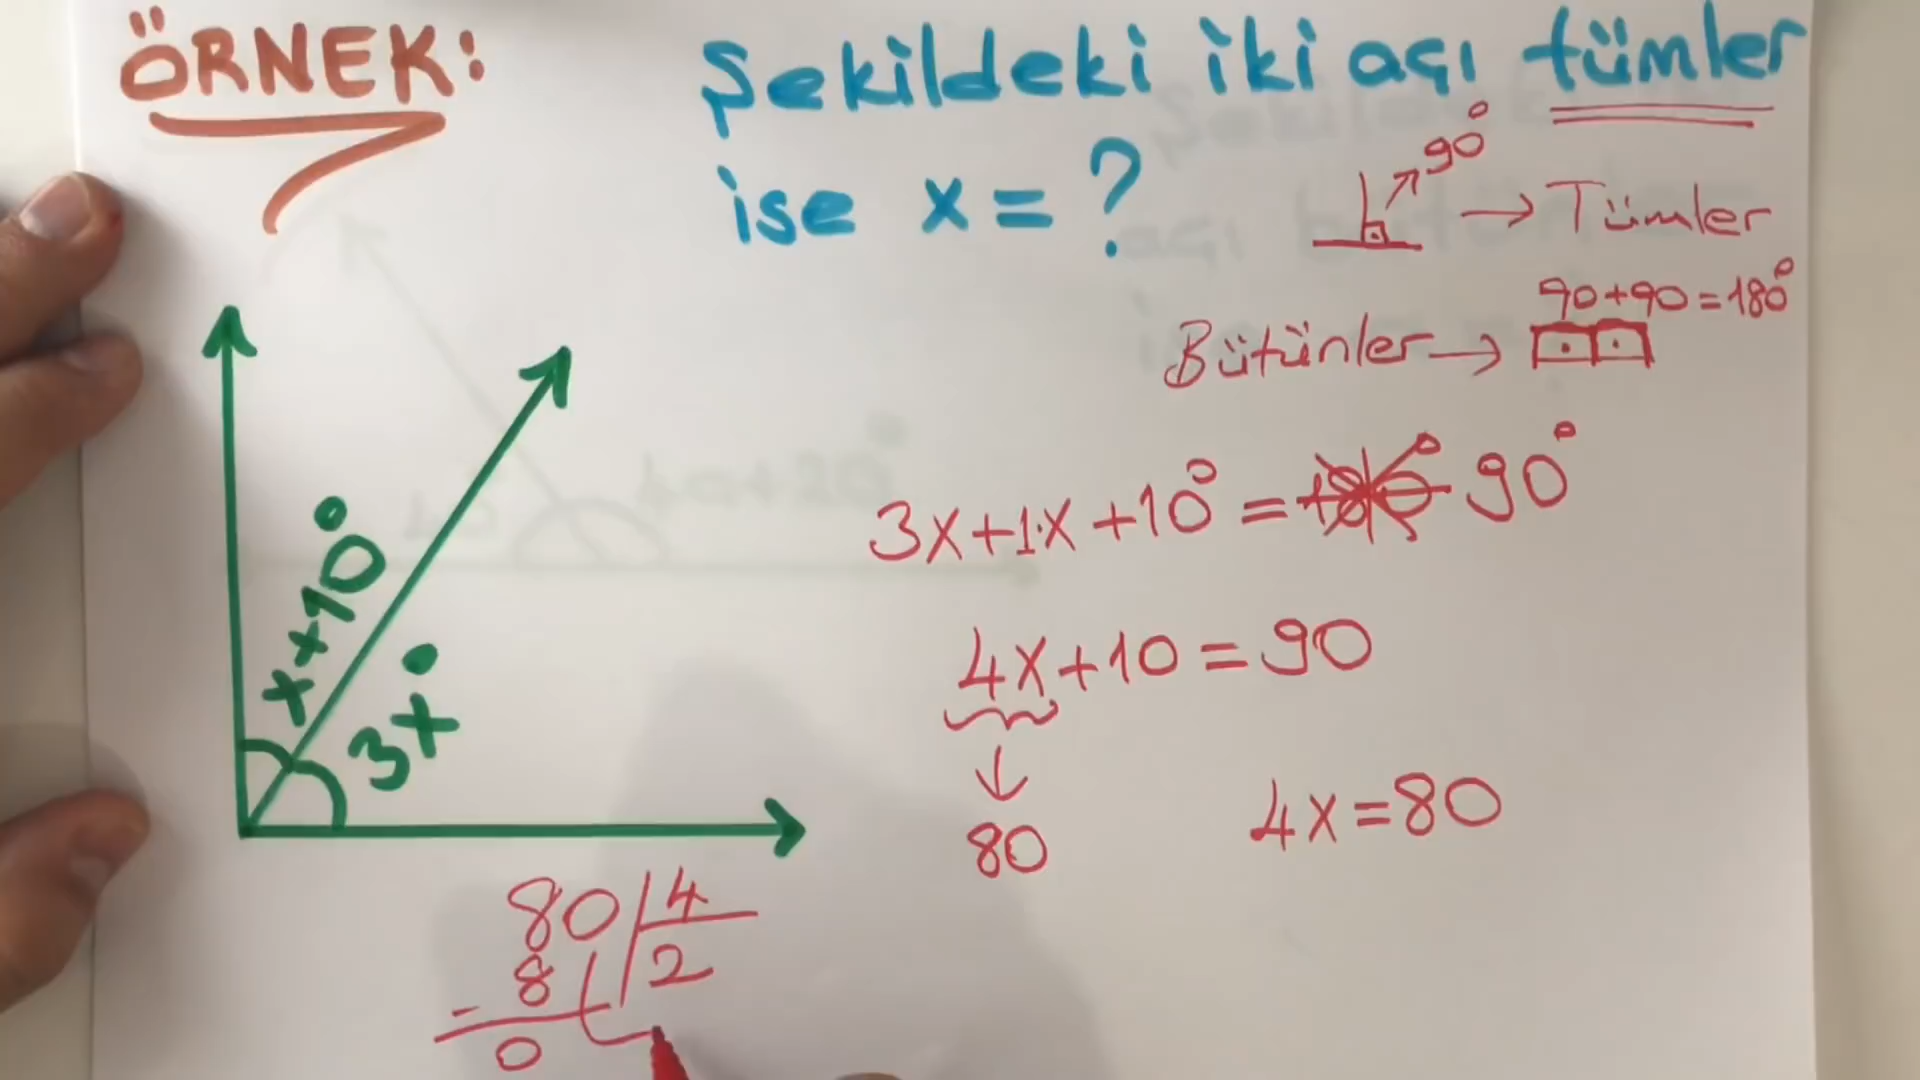 ÖRNEK:
Şekildeki iki açı tümler
ise x = ?
90°
→ Tümler
90+90=180°
Bütünler →
x+10°
3x°
3x+1·x+10° = 90°
4x+10=90
80
4x=80
80 4
8 2
- 0